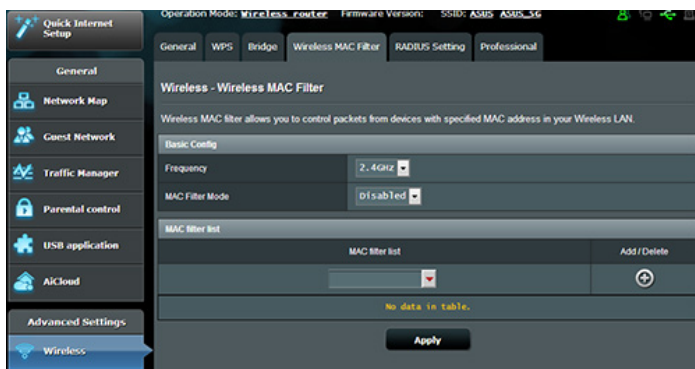 Quick Internet
Setup
Operation Mode: Wireless router Firmware Version: SSID: ASUS ASUS_5G
General WPS Bridge Wireless MAC Filter RADIUS Setting Professional
General
Network Map
Guest Network
Traffic Manager
Parental control
USB application
AiCloud
Advanced Settings
Wireless
Wireless - Wireless MAC Filter
Wireless MAC filter allows you to control packets from devices with specified MAC address in your Wireless LAN.
Basic Config
Frequency 2.4GHZ
MAC Filter Mode Disabled
MAC filter list
MAC filter list Add / Delete
No data in table.
Apply